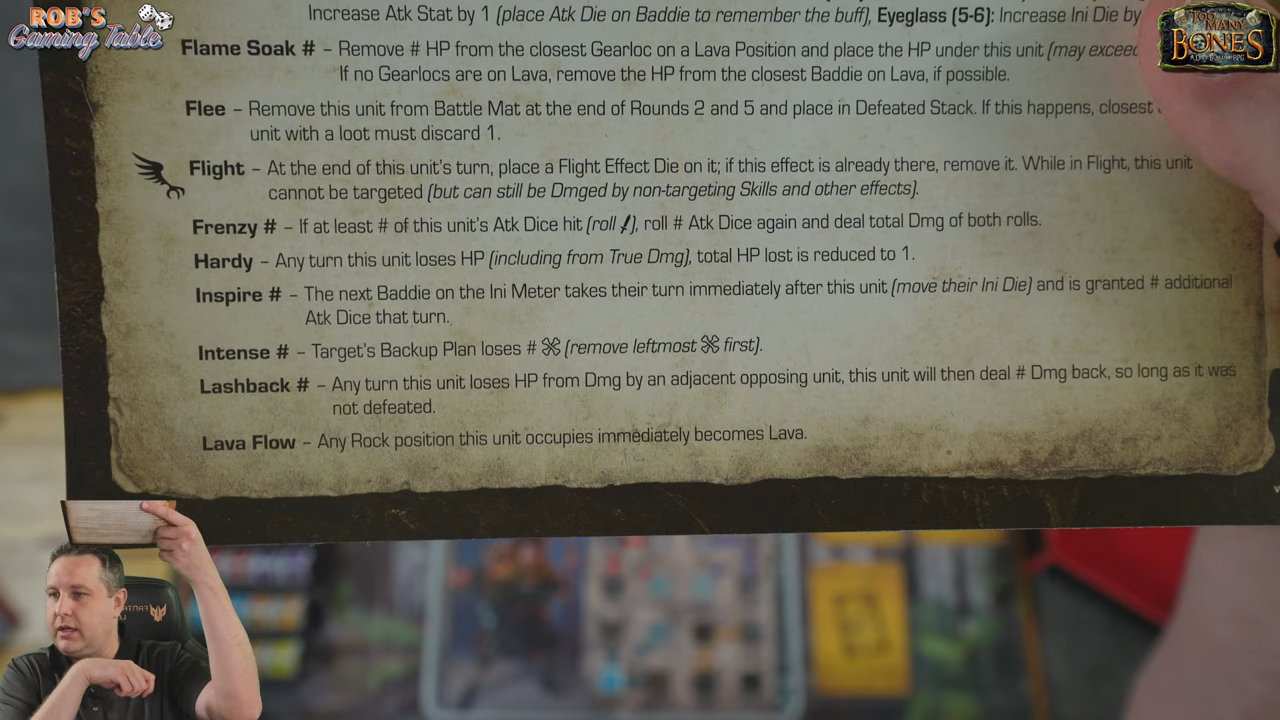 ROB'S
Gaming Table
TOO MANY
BONES
Increase Atk Stat by 1 (place Atk Die on Baddie to remember the buff), Eyeglass (5-6): Increase Ini Die by
Flame Soak # – Remove # HP from the closest Gearloc on a Lava Position and place the HP under this unit (may exceed
If no Gearlocs are on Lava, remove the HP from the closest Baddie on Lava, if possible.
Flee – Remove this unit from Battle Mat at the end of Rounds 2 and 5 and place in Defeated Stack. If this happens, closest
unit with a loot must discard 1.
Flight – At the end of this unit's turn, place a Flight Effect Die on it; if this effect is already there, remove it. While in Flight, this unit
cannot be targeted (but can still be Dmged by non-targeting Skills and other effects).
Frenzy # – If at least # of this unit's Atk Dice hit (roll ), roll # Atk Dice again and deal total Dmg of both rolls.
Hardy – Any turn this unit loses HP (including from True Dmg), total HP lost is reduced to 1.
Inspire # – The next Baddie on the Ini Meter takes their turn immediately after this unit (move their Ini Die) and is granted # additional
Atk Dice that turn.
Intense # – Target's Backup Plan loses # (remove leftmost first).
Lashback # – Any turn this unit loses HP from Dmg by an adjacent opposing unit, this unit will then deal # Dmg back, so long as it was
not defeated.
Lava Flow – Any Rock position this unit occupies immediately becomes Lava.